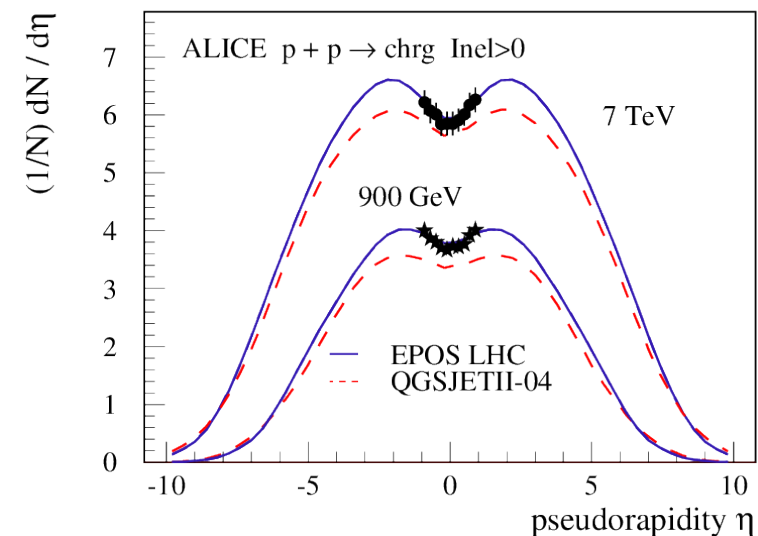 (1/N) dN / dη
ALICE p + p → chrg Inel>0
7 TeV
900 GeV
EPOS LHC
QGSJETII-04
7
6
5
4
3
2
1
0
-10 -5 0 5 10
pseudorapidity η